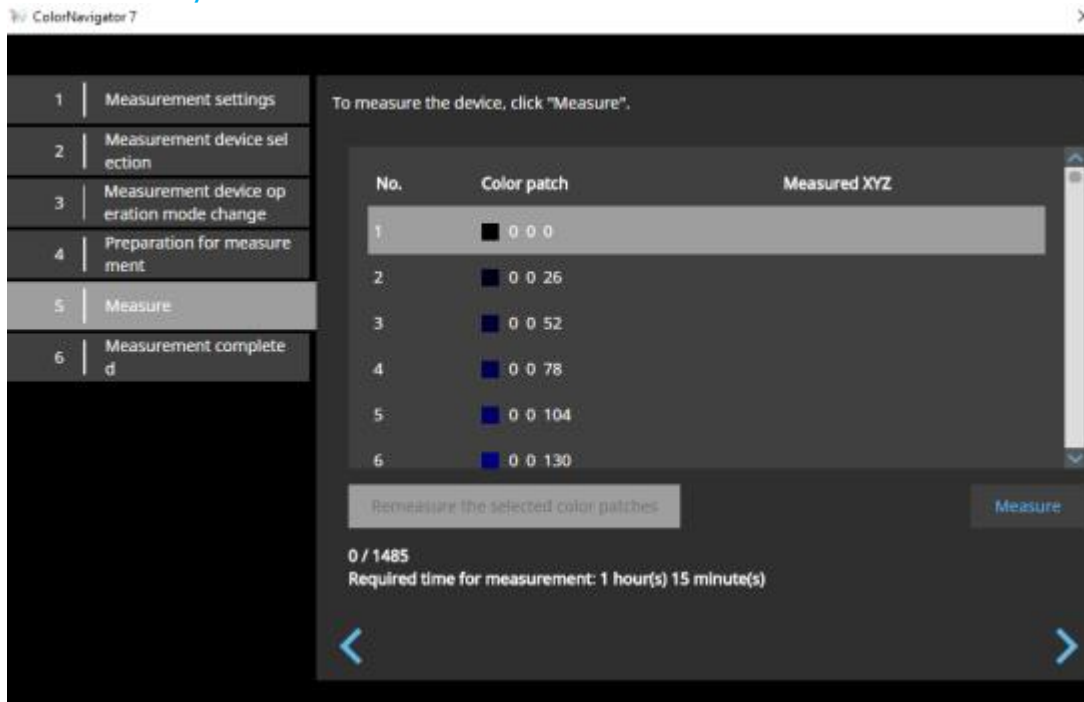 ColorNavigator 7
1 Measurement settings
2 Measurement device sel
ection
3 Measurement device op
eration mode change
4 Preparation for measure
ment
5 Measure
6 Measurement complete
d
To measure the device, click "Measure".
No. Color patch Measured XYZ
1 0 0 0
2 0 0 26
3 0 0 52
4 0 0 78
5 0 0 104
6 0 0 130
Remeasure the selected color patches Measure
0 / 1485
Required time for measurement: 1 hour(s) 15 minute(s)